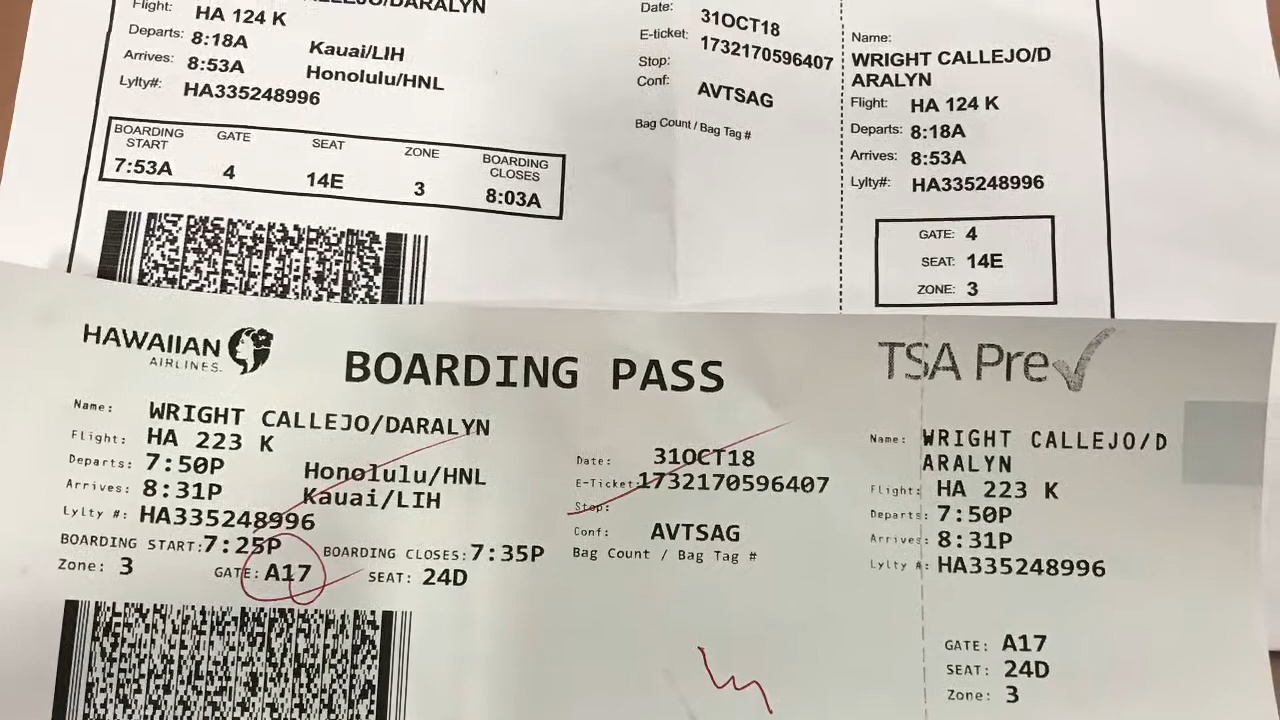 CALLEJO/DARALYN
Flight: HA 124 K
Departs: 8:18A Kauai/LIH
Arrives: 8:53A Honolulu/HNL
Lylty#: HA335248996
BOARDING START GATE SEAT ZONE BOARDING CLOSES
7:53A 4 14E 3 8:03A
Date: 31OCT18
E-ticket: 1732170596407
Stop:
Conf: AVTSAG
Bag Count / Bag Tag #
Name:
WRIGHT CALLEJO/D
ARALYN
Flight: HA 124 K
Departs: 8:18A
Arrives: 8:53A
Lylty#: HA335248996
GATE: 4
SEAT: 14E
ZONE: 3
HAWAIIAN
AIRLINES.
BOARDING PASS
TSA Pre
Name: WRIGHT CALLEJO/DARALYN
Flight: HA 223 K
Departs: 7:50P Honolulu/HNL
Arrives: 8:31P Kauai/LIH
Lylty #: HA335248996
BOARDING START: 7:25P BOARDING CLOSES: 7:35P
Zone: 3 GATE: A17 SEAT: 24D
Date: 31OCT18
E-Ticket: 1732170596407
Stop:
Conf: AVTSAG
Bag Count / Bag Tag #
Name: WRIGHT CALLEJO/D
ARALYN
Flight: HA 223 K
Departs: 7:50P
Arrives: 8:31P
Lylty #: HA335248996
GATE: A17
SEAT: 24D
Zone: 3